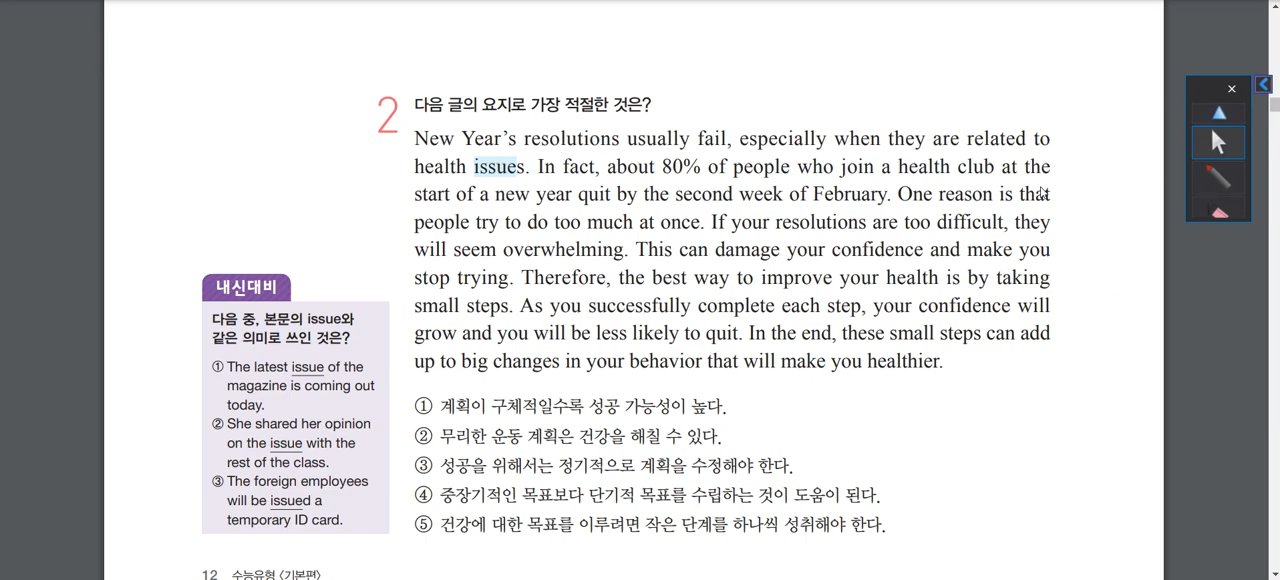 2
다음 글의 요지로 가장 적절한 것은?
New Year's resolutions usually fail, especially when they are related to
health issues. In fact, about 80% of people who join a health club at the
start of a new year quit by the second week of February. One reason is that
people try to do too much at once. If your resolutions are too difficult, they
will seem overwhelming. This can damage your confidence and make you
stop trying. Therefore, the best way to improve your health is by taking
small steps. As you successfully complete each step, your confidence will
grow and you will be less likely to quit. In the end, these small steps can add
up to big changes in your behavior that will make you healthier.
① 계획이 구체적일수록 성공 가능성이 높다.
② 무리한 운동 계획은 건강을 해칠 수 있다.
③ 성공을 위해서는 정기적으로 계획을 수정해야 한다.
④ 중장기적인 목표보다 단기적 목표를 수립하는 것이 도움이 된다.
⑤ 건강에 대한 목표를 이루려면 작은 단계를 하나씩 성취해야 한다.
내신대비
다음 중, 본문의 issue와
같은 의미로 쓰인 것은?
① The latest issue of the
magazine is coming out
today.
② She shared her opinion
on the issue with the
rest of the class.
③ The foreign employees
will be issued a
temporary ID card.
12 수능유형 〈기본편〉